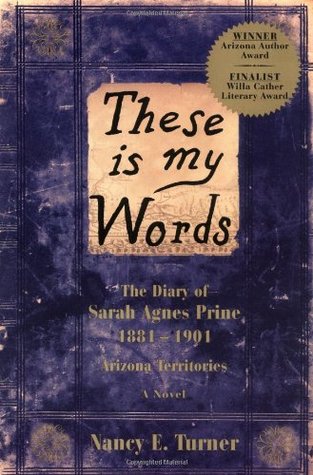 WINNER
Arizona Author
Award
FINALIST
Willa Cather
Literary Award
These
is my
Words
The Diary of
Sarah Agnes Prine
1881–1901
Arizona Territories
A Novel
Nancy E. Turner